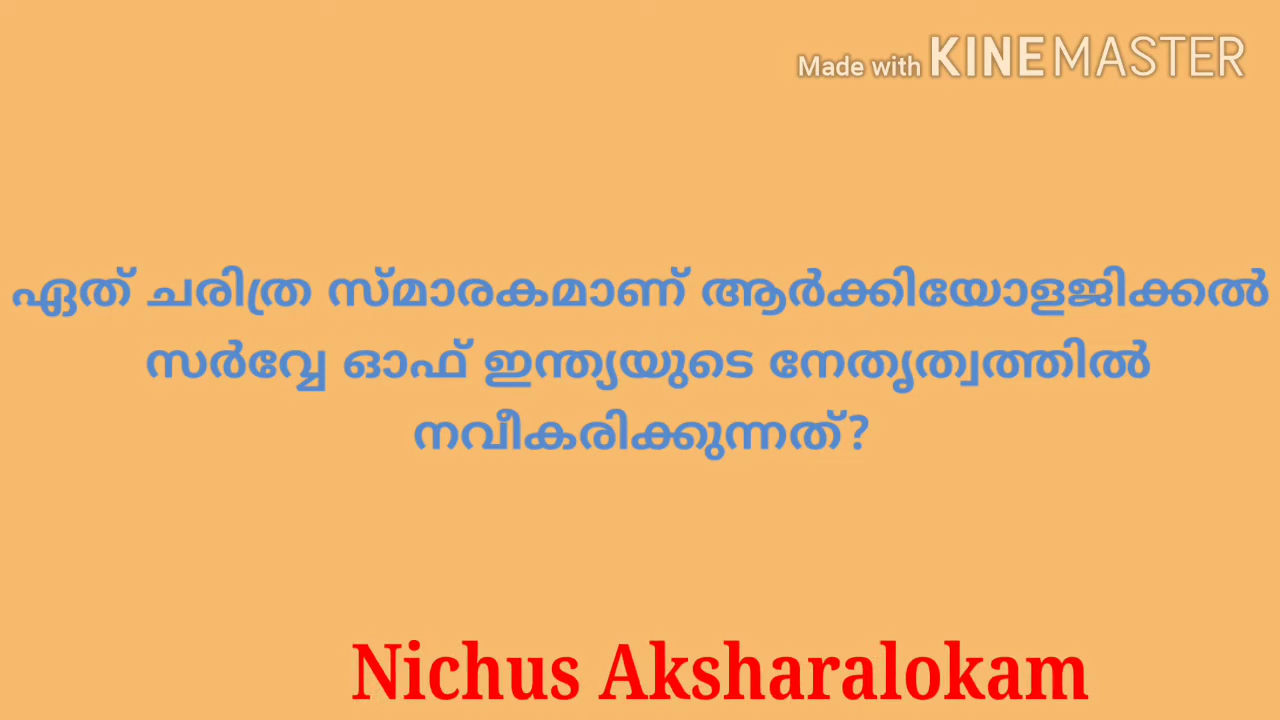 Made with KINEMASTER
ഏത് ചരിത്ര സ്മാരകമാണ് ആർക്കിയോളജിക്കൽ
സർവ്വേ ഓഫ് ഇന്ത്യയുടെ നേതൃത്വത്തിൽ
നവീകരിക്കുന്നത്?
Nichus Aksharalokam